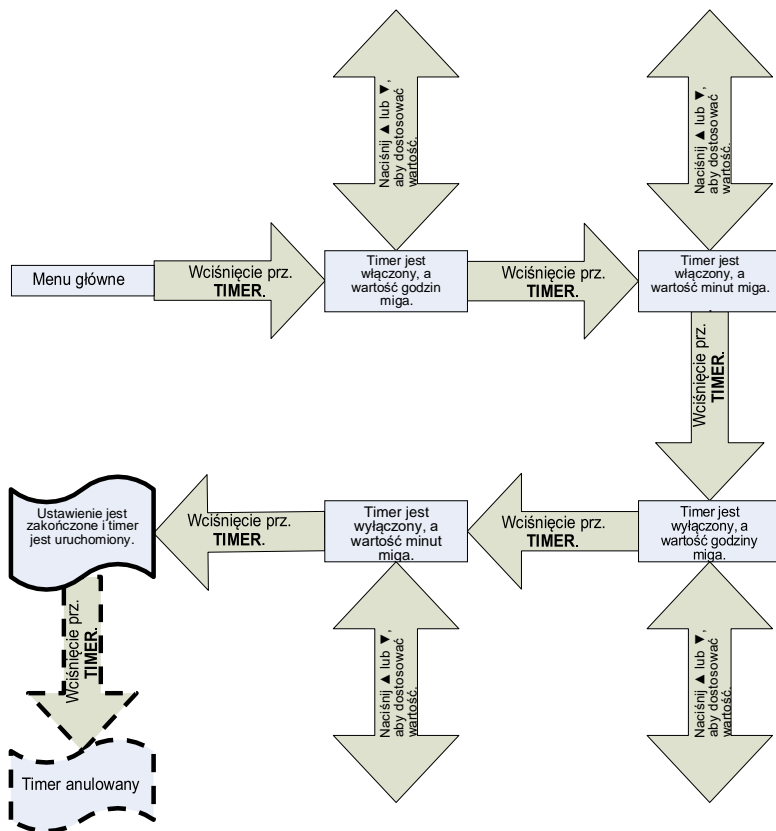 Naciśnij ▲ lub ▼,
aby dostosować
wartość.
Naciśnij ▲ lub ▼,
aby dostosować
wartość.
Menu główne
Wciśnięcie prz.
TIMER.
Timer jest
włączony, a
wartość godzin
miga.
Wciśnięcie prz.
TIMER.
Timer jest
włączony, a
wartość minut miga.
Wciśnięcie prz.
TIMER.
Timer jest
wyłączony, a
wartość godziny
miga.
Naciśnij ▲ lub ▼,
aby dostosować
wartość.
Wciśnięcie prz.
TIMER.
Timer jest
wyłączony, a
wartość minut
miga.
Naciśnij ▲ lub ▼,
aby dostosować
wartość.
Wciśnięcie prz.
TIMER.
Ustawienie jest
zakończone i timer
jest uruchomiony.
Wciśnięcie prz.
TIMER.
Timer anulowany